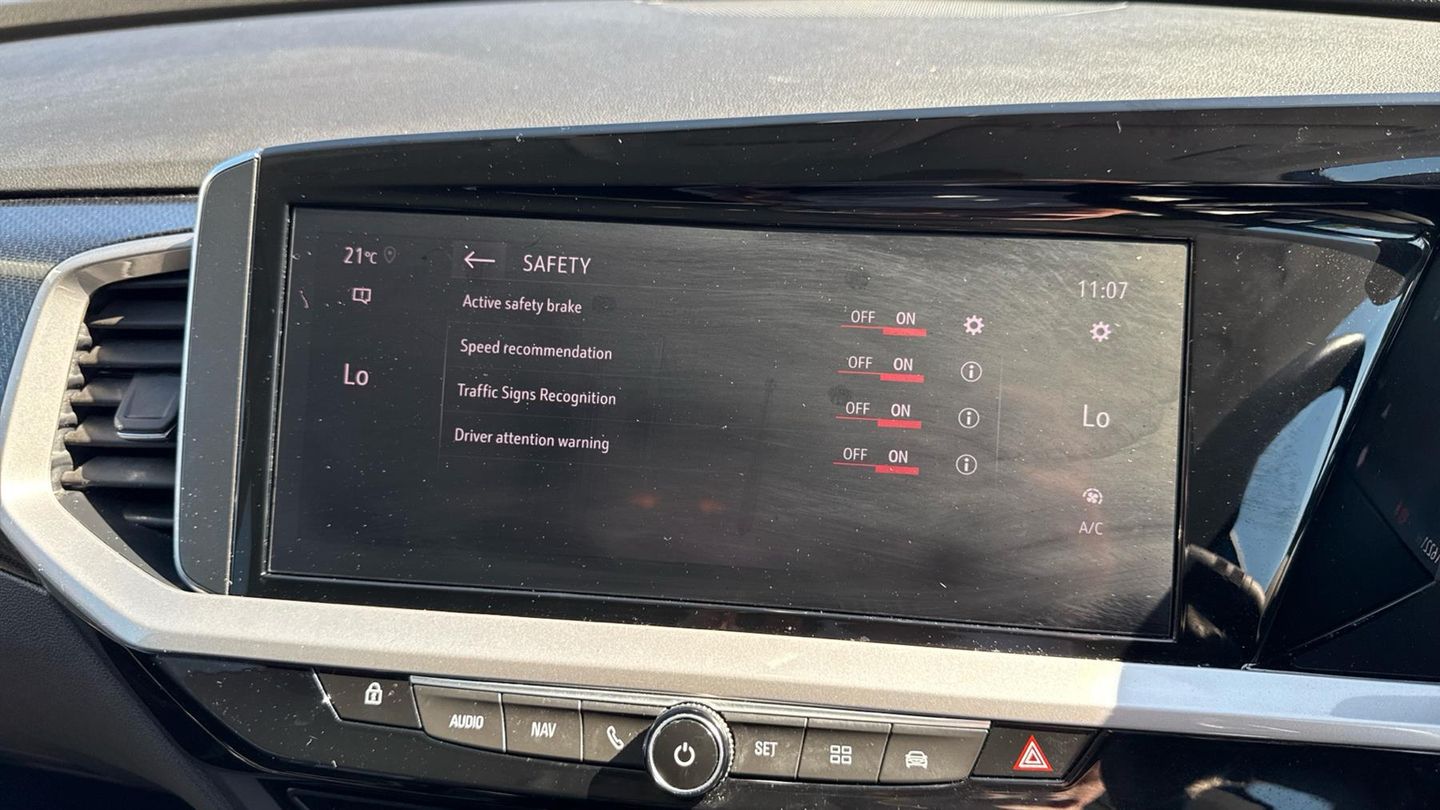 21°C
SAFETY
11:07
Active safety brake
OFF ON
Speed recommendation
OFF ON
Lo
Traffic Signs Recognition
OFF ON
Lo
Driver attention warning
OFF ON
A/C
AUDIO
NAV
SET